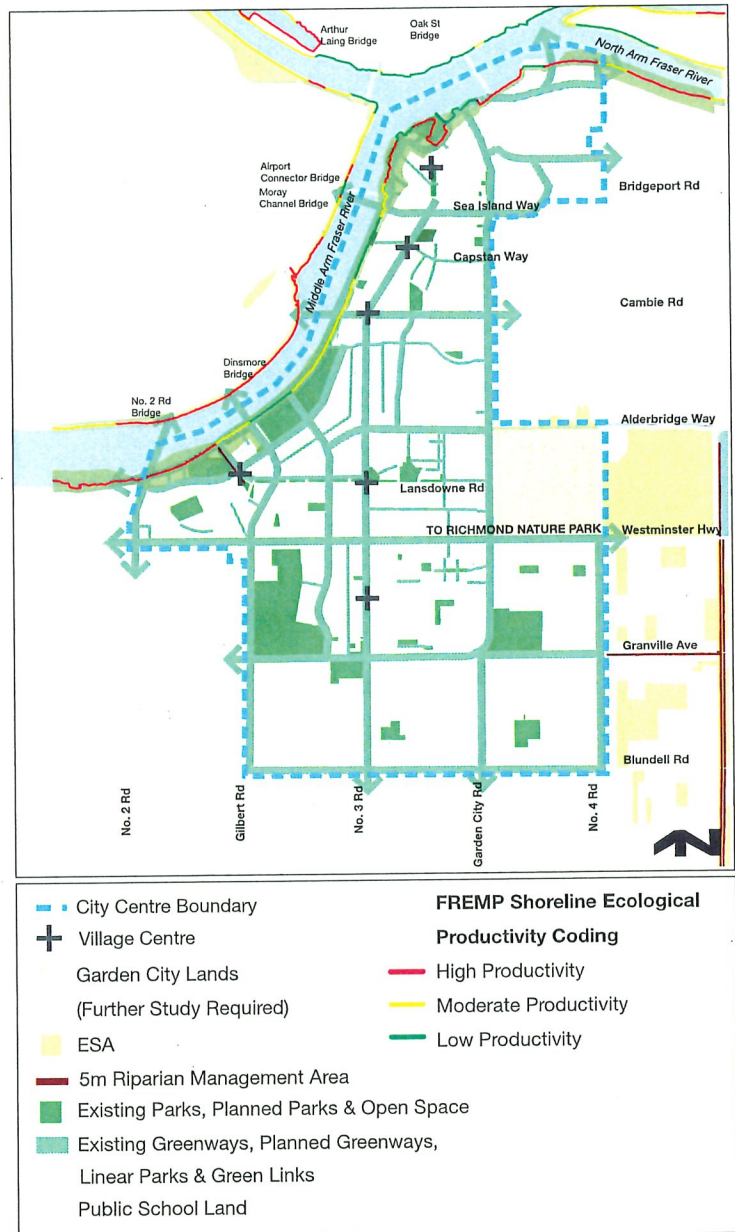 Arthur
Laing Bridge
Oak St
Bridge
North Arm Fraser River
Airport
Connector Bridge
Moray
Channel Bridge
Middle Arm Fraser River
Bridgeport Rd
Sea Island Way
Capstan Way
Cambie Rd
Dinsmore
Bridge
No. 2 Rd
Bridge
Alderbridge Way
Lansdowne Rd
TO RICHMOND NATURE PARK
Westminster Hwy
Granville Ave
Blundell Rd
No. 2 Rd
Gilbert Rd
No. 3 Rd
Garden City Rd
No. 4 Rd
Z
City Centre Boundary
Village Centre
Garden City Lands
(Further Study Required)
ESA
5m Riparian Management Area
Existing Parks, Planned Parks & Open Space
Existing Greenways, Planned Greenways,
Linear Parks & Green Links
Public School Land
FREMP Shoreline Ecological
Productivity Coding
High Productivity
Moderate Productivity
Low Productivity